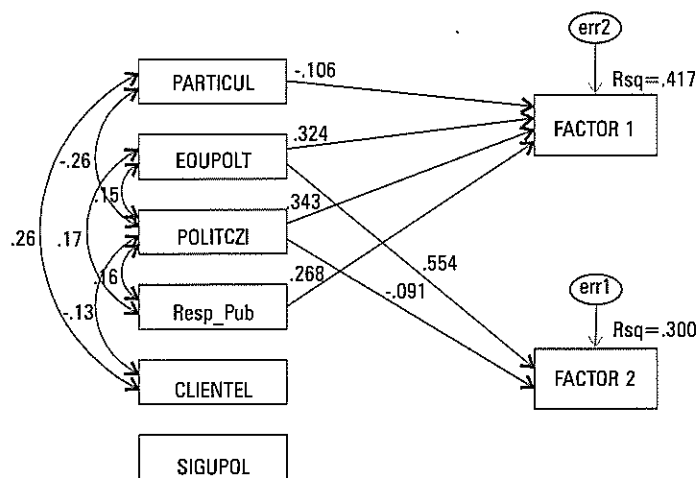 err2
PARTICUL -.106 Rsq=.417
FACTOR 1
-.26 EQUPOLT .324
.15
.26 .17 POLITCZI .343
.16 .554
-.13 Resp_Pub .268 -.091 err1
Rsq=.300
CLIENTEL FACTOR 2
SIGUPOL